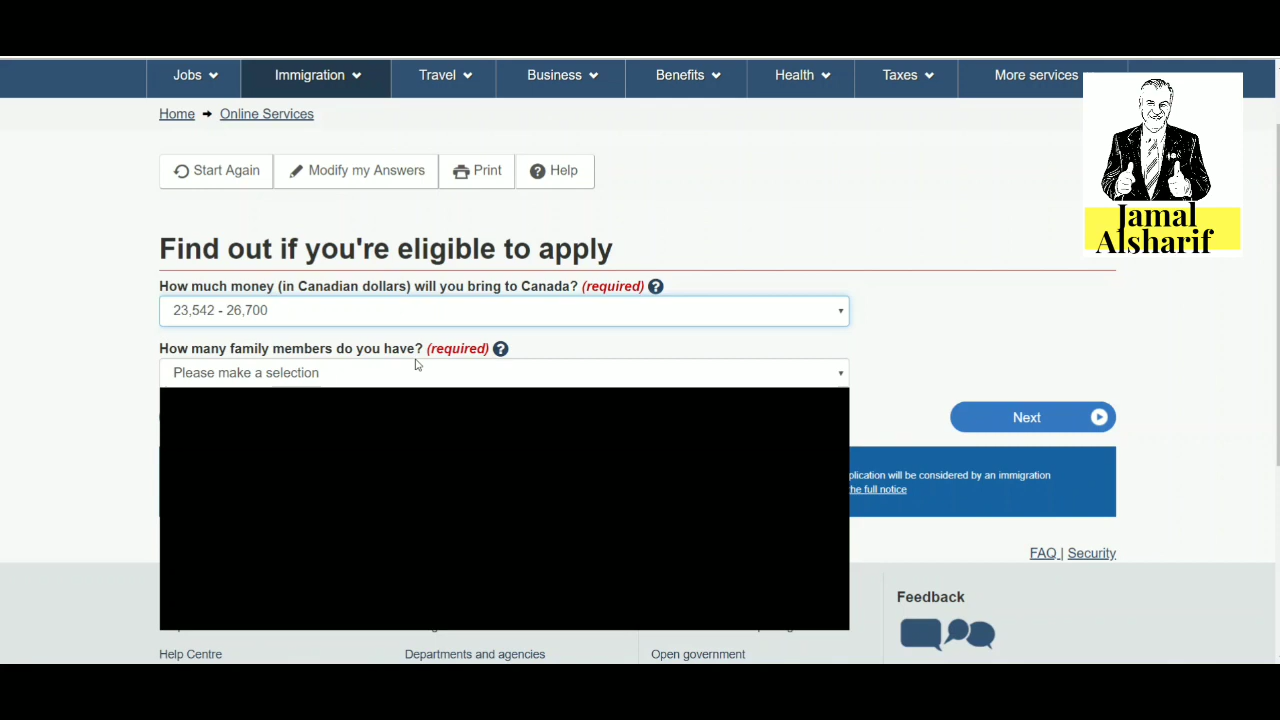 Jobs
Immigration
Travel
Business
Benefits
Health
Taxes
More services
Home
Online Services
Start Again
Modify my Answers
Print
Help
Jamal
Alsharif
Find out if you're eligible to apply
How much money (in Canadian dollars) will you bring to Canada? (required) ?
23,542 - 26,700
How many family members do you have? (required) ?
Please make a selection
Next
plication will be considered by an immigration
he full notice
FAQ | Security
Feedback
Help Centre
Departments and agencies
Open government